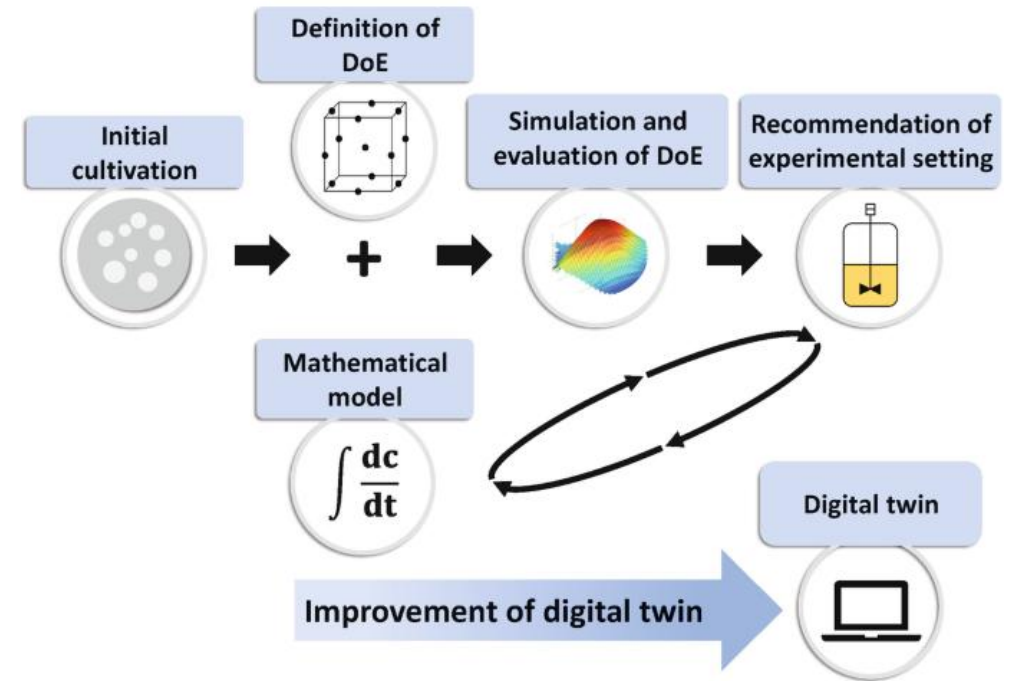 Definition of
DoE
Initial
cultivation
Simulation and
evaluation of DoE
Recommendation of
experimental setting
+
Mathematical
model
∫ dc
dt
Digital twin
Improvement of digital twin